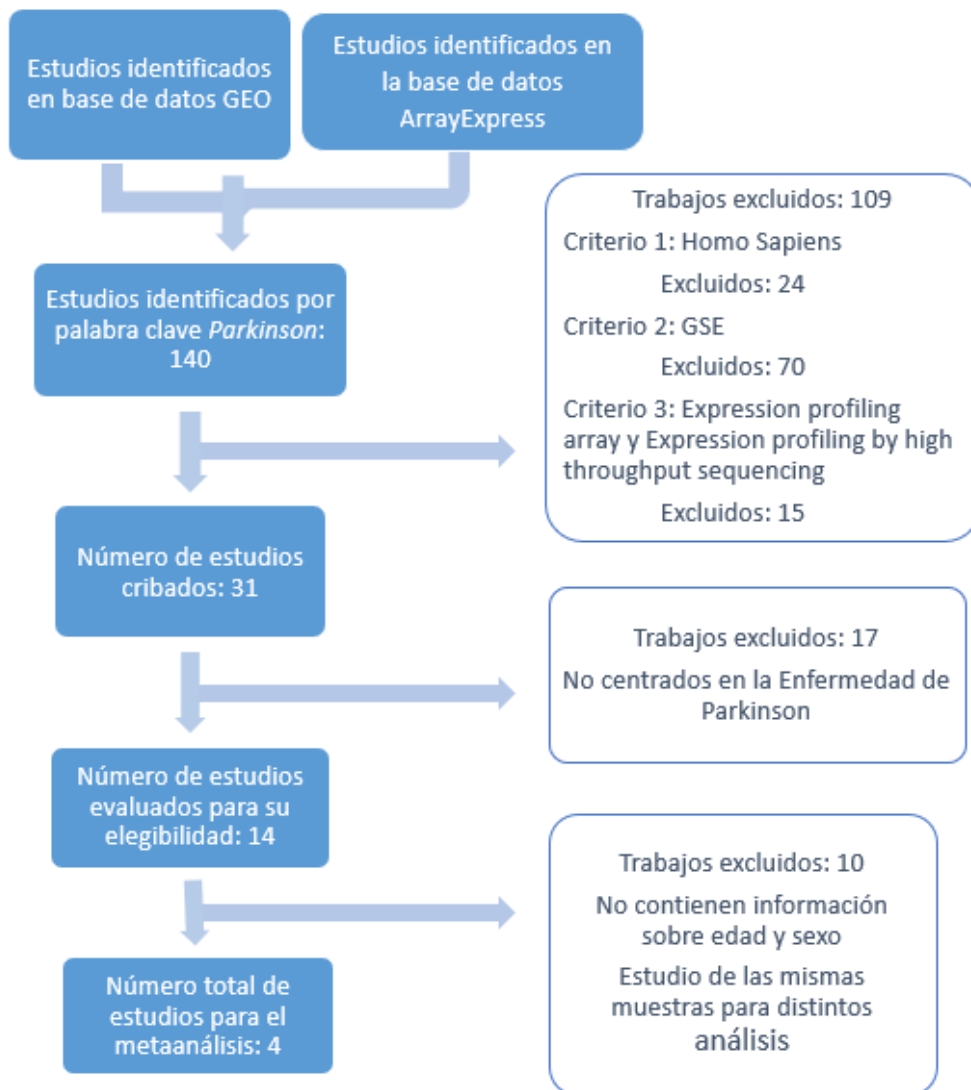 Estudios identificados
en base de datos GEO
Estudios identificados en
la base de datos
ArrayExpress
Estudios identificados por
palabra clave Parkinson:
140
Trabajos excluidos: 109
Criterio 1: Homo Sapiens
Excluidos: 24
Criterio 2: GSE
Excluidos: 70
Criterio 3: Expression profiling
array y Expression profiling by high
throughput sequencing
Excluidos: 15
Número de estudios
cribados: 31
Trabajos excluidos: 17
No centrados en la Enfermedad de
Parkinson
Número de estudios
evaluados para su
elegibilidad: 14
Trabajos excluidos: 10
No contienen información
sobre edad y sexo
Estudio de las mismas
muestras para distintos
análisis
Número total de
estudios para el
metaanálisis: 4